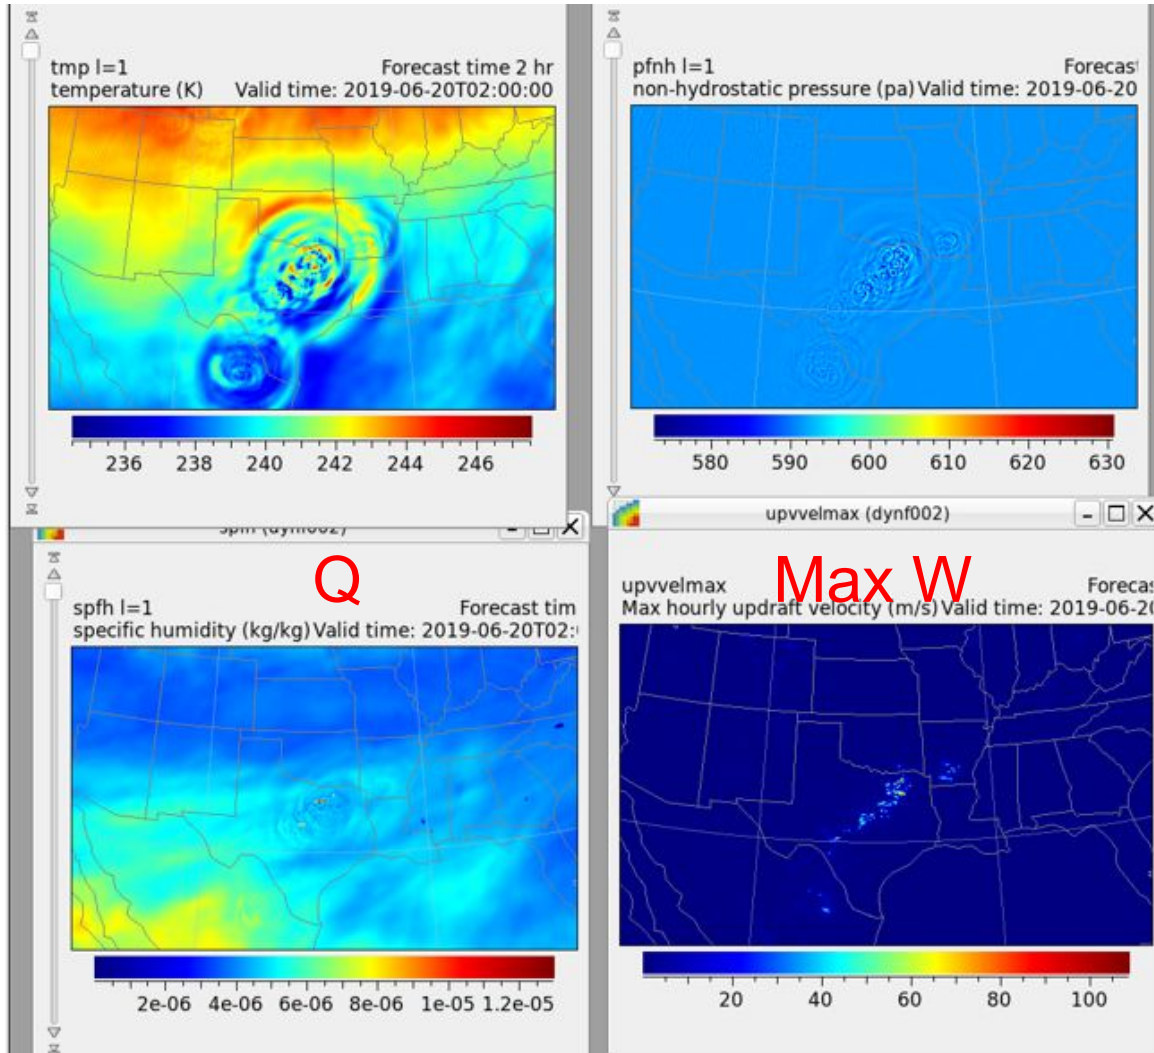 tmp l=1 Forecast time 2 hr
temperature (K) Valid time: 2019-06-20T02:00:00
236 238 240 242 244 246
pfnh l=1 Forecast
non-hydrostatic pressure (pa) Valid time: 2019-06-20
580 590 600 610 620 630
spfh (dynf002)
Q
spfh l=1 Forecast tim
specific humidity (kg/kg) Valid time: 2019-06-20T02:
2e-06 4e-06 6e-06 8e-06 1e-05 1.2e-05
upvvelmax (dynf002)
Max W
upvvelmax Forecas
Max hourly updraft velocity (m/s) Valid time: 2019-06-20
20 40 60 80 100